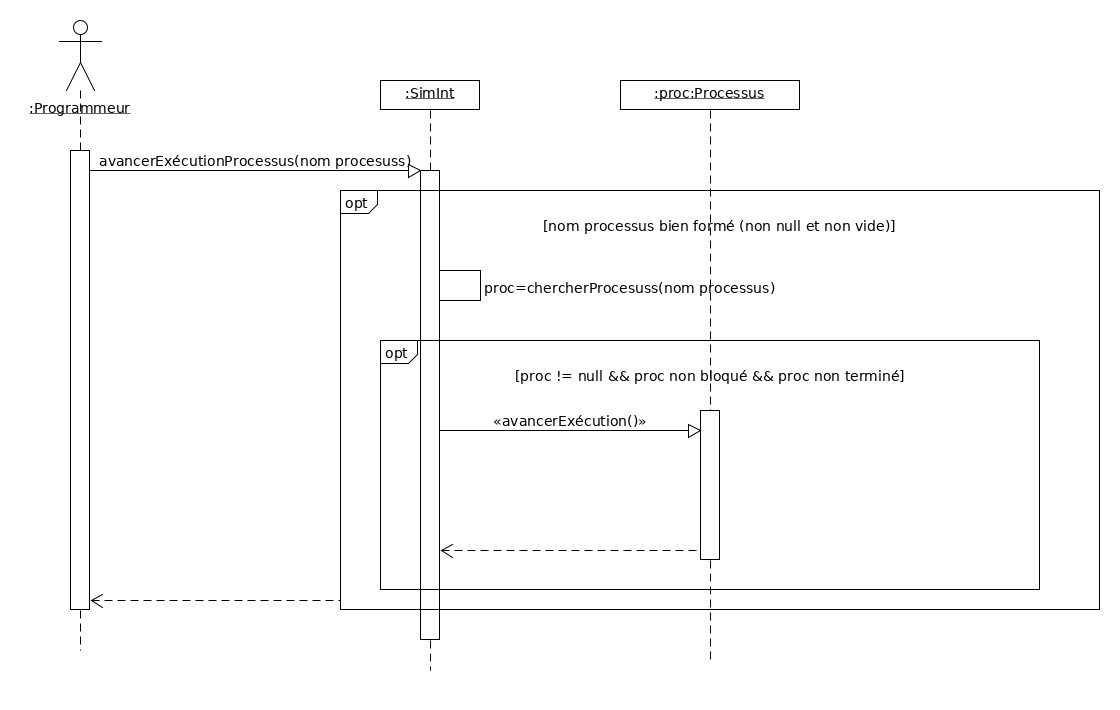 :Programmeur
:SimInt
:proc:Processus
avancerExécutionProcessus(nom procesuss)
opt
[nom processus bien formé (non null et non vide)]
proc=chercherProcesuss(nom processus)
opt
[proc != null && proc non bloqué && proc non terminé]
«avancerExécution()»